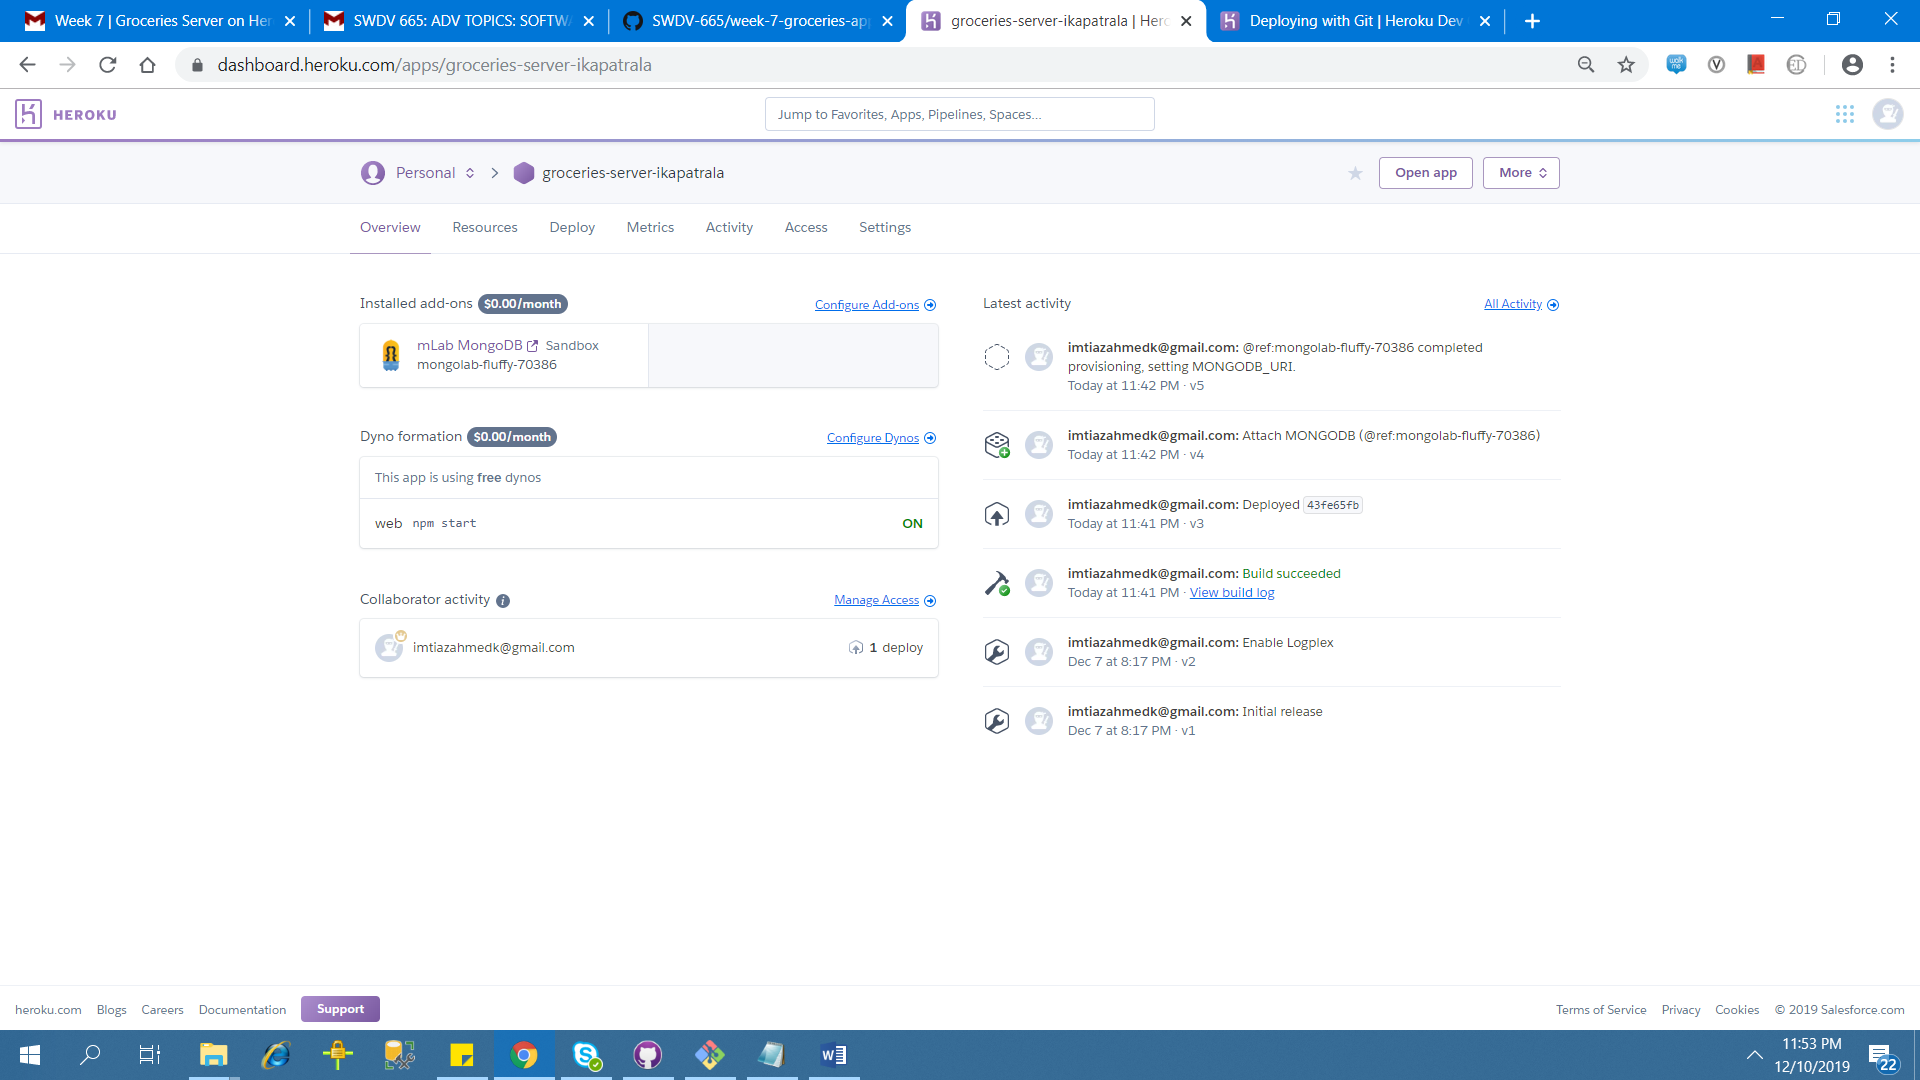 Week 7 | Groceries Server on Her
SWDV 665: ADV TOPICS: SOFTWA
SWDV-665/week-7-groceries-app
groceries-server-ikapatrala | Hero
Deploying with Git | Heroku Dev
dashboard.heroku.com/apps/groceries-server-ikapatrala
HEROKU
Jump to Favorites, Apps, Pipelines, Spaces...
Personal
groceries-server-ikapatrala
Open app
More
Overview
Resources
Deploy
Metrics
Activity
Access
Settings
Installed add-ons $0.00/month
Configure Add-ons
mLab MongoDB Sandbox
mongolab-fluffy-70386
Dyno formation $0.00/month
Configure Dynos
This app is using free dynos
web npm start
ON
Collaborator activity
Manage Access
imtiazahmedk@gmail.com
1 deploy
Latest activity
All Activity
imtiazahmedk@gmail.com: @ref:mongolab-fluffy-70386 completed
provisioning, setting MONGODB_URI.
Today at 11:42 PM · v5
imtiazahmedk@gmail.com: Attach MONGODB (@ref:mongolab-fluffy-70386)
Today at 11:42 PM · v4
imtiazahmedk@gmail.com: Deployed 43fe65fb
Today at 11:41 PM · v3
imtiazahmedk@gmail.com: Build succeeded
Today at 11:41 PM · View build log
imtiazahmedk@gmail.com: Enable Logplex
Dec 7 at 8:17 PM · v2
imtiazahmedk@gmail.com: Initial release
Dec 7 at 8:17 PM · v1
heroku.com
Blogs
Careers
Documentation
Support
Terms of Service
Privacy
Cookies
© 2019 Salesforce.com
11:53 PM
12/10/2019
22